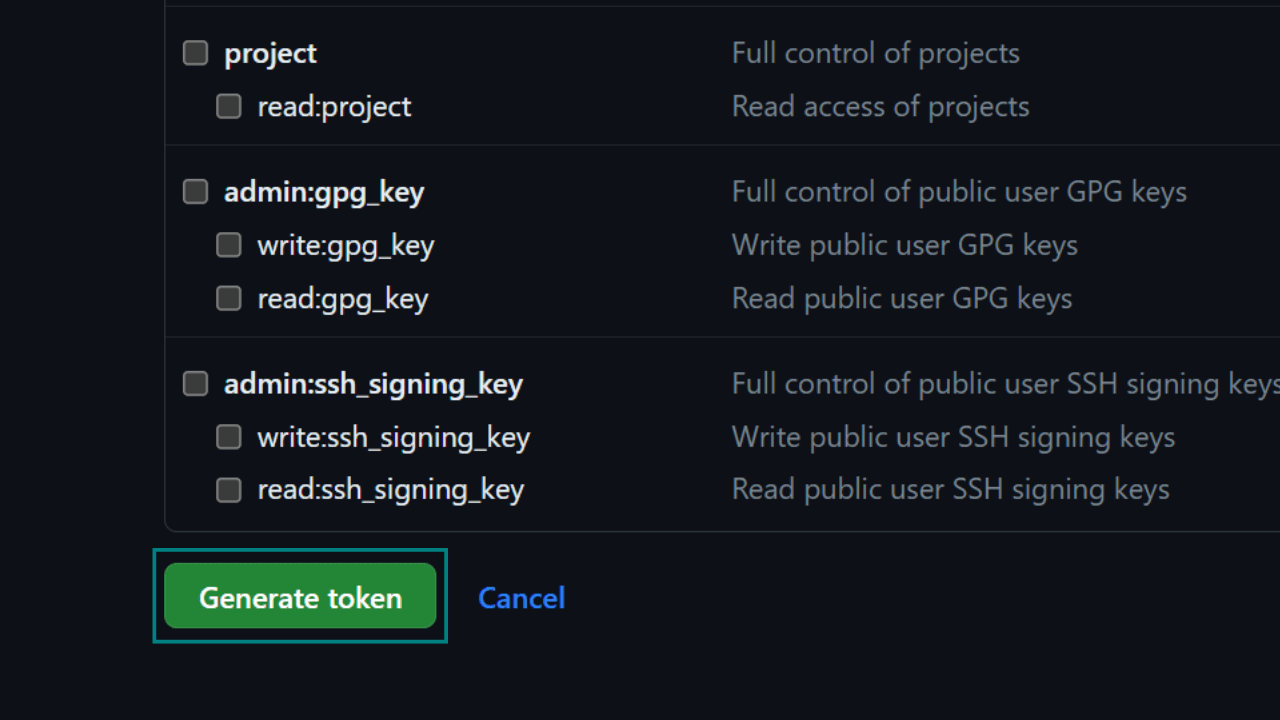 project Full control of projects
read:project Read access of projects
admin:gpg_key Full control of public user GPG keys
write:gpg_key Write public user GPG keys
read:gpg_key Read public user GPG keys
admin:ssh_signing_key Full control of public user SSH signing keys
write:ssh_signing_key Write public user SSH signing keys
read:ssh_signing_key Read public user SSH signing keys
Generate token Cancel